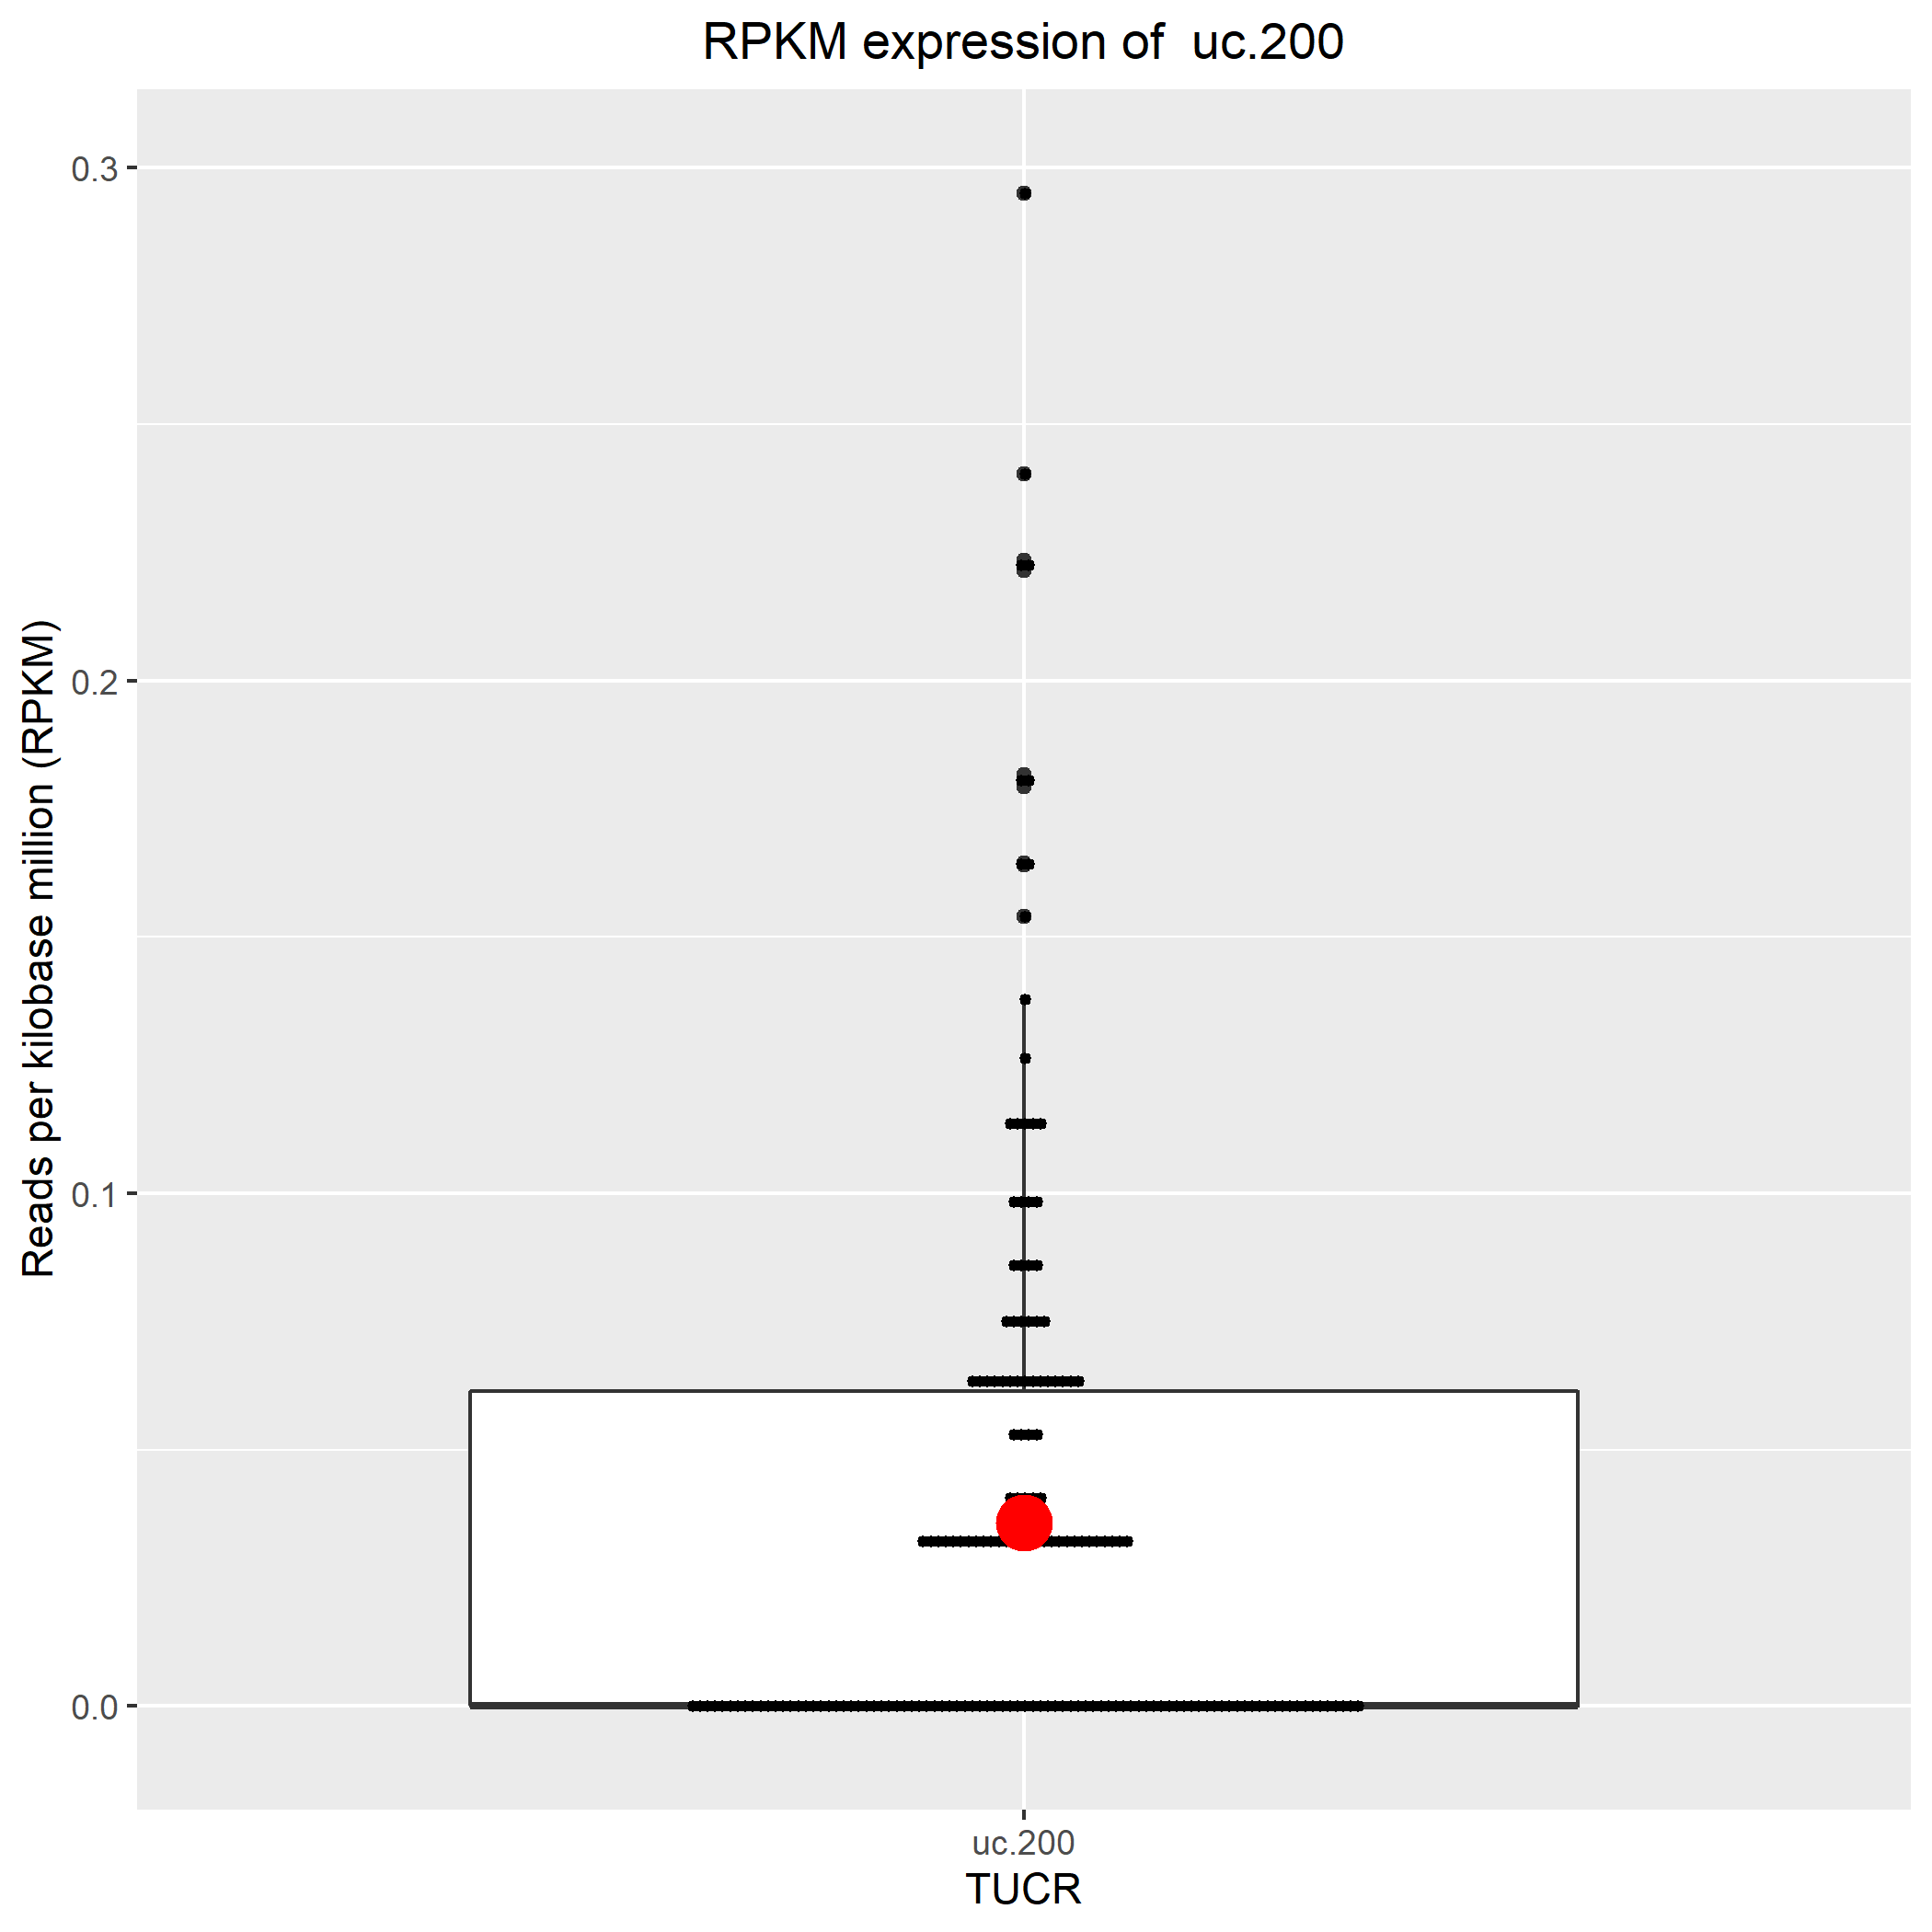 RPKM expression of  uc.200
Reads per kilobase million (RPKM)
0.3
0.2
0.1
0.0
uc.200
TUCR